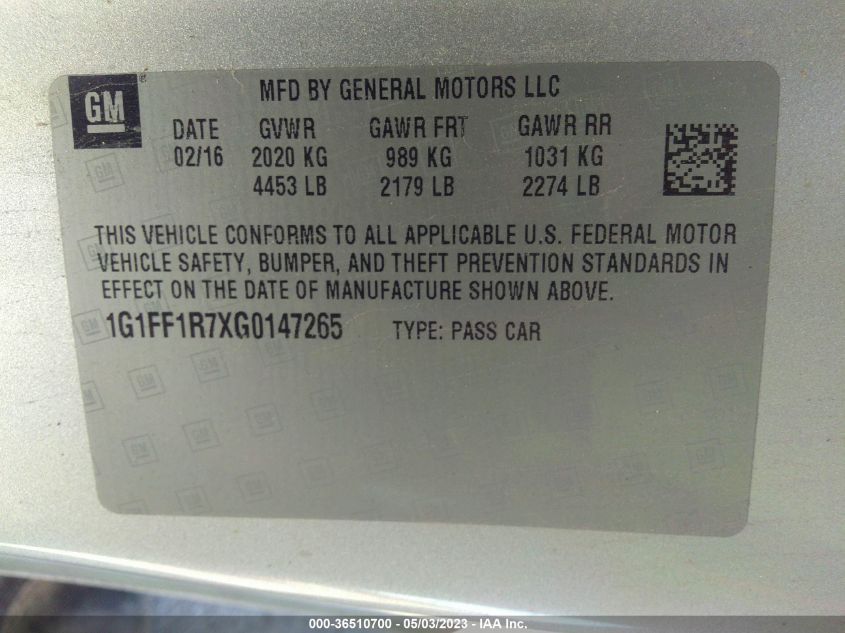 GM®
MFD BY GENERAL MOTORS LLC
DATE GVWR GAWR FRT GAWR RR
02/16 2020 KG 989 KG 1031 KG
4453 LB 2179 LB 2274 LB
THIS VEHICLE CONFORMS TO ALL APPLICABLE U.S. FEDERAL MOTOR
VEHICLE SAFETY, BUMPER, AND THEFT PREVENTION STANDARDS IN
EFFECT ON THE DATE OF MANUFACTURE SHOWN ABOVE.
1G1FF1R7XG0147265 TYPE: PASS CAR
000-36510700 - 05/03/2023 - IAA Inc.